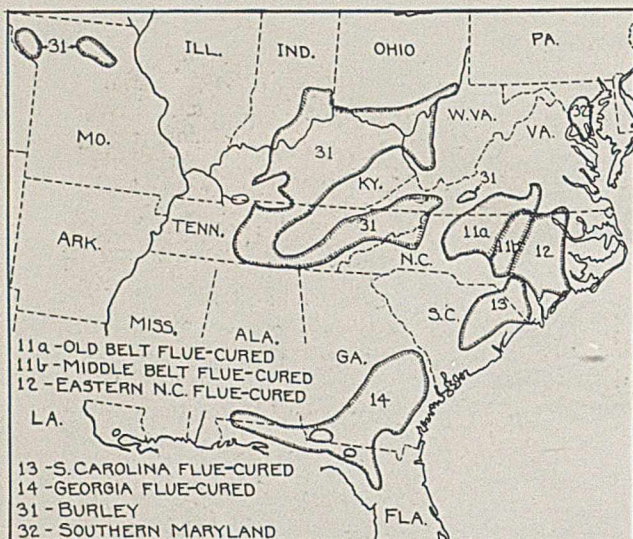 31
ILL.
IND.
OHIO
PA.
MO.
W.VA.
VA.
32
31
KY.
31
ARK.
TENN.
31
11a
11b
12
N.C.
S.C.
13
MISS.
ALA.
GA.
14
11a - OLD BELT FLUE-CURED
11b - MIDDLE BELT FLUE-CURED
12 - EASTERN N.C. FLUE-CURED
LA.
13 - S.CAROLINA FLUE-CURED
14 - GEORGIA FLUE-CURED
31 - BURLEY
32 - SOUTHERN MARYLAND
FLA.